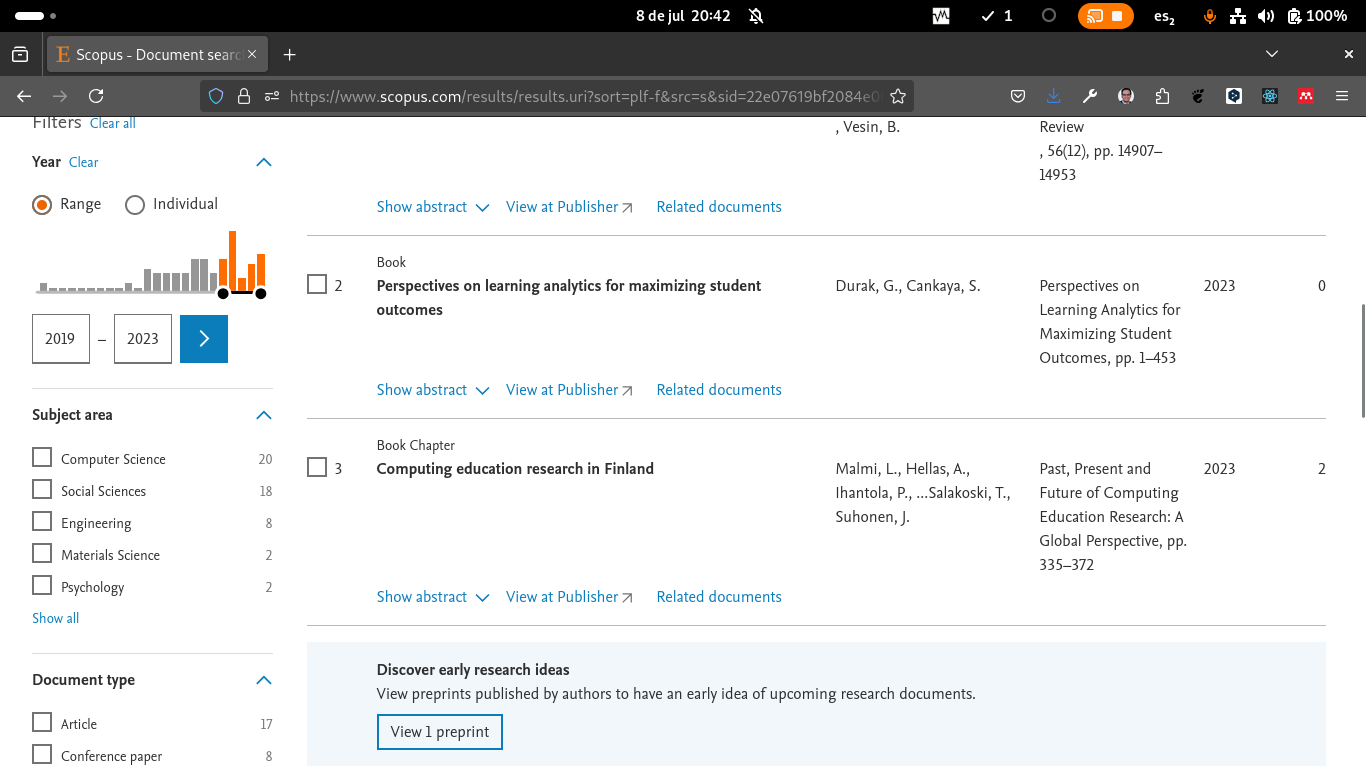 8 de jul 20:42
1
es2
100%
Scopus - Document searc
https://www.scopus.com/results/results.uri?sort=plf-f&src=s&sid=22e07619bf2084e0
Filters Clear all
Year Clear
Range Individual
2019 – 2023
Subject area
Computer Science 20
Social Sciences 18
Engineering 8
Materials Science 2
Psychology 2
Show all
Document type
Article 17
Conference paper 8
, Vesin, B.
Review
, 56(12), pp. 14907–
14953
Show abstract View at Publisher Related documents
Book
2
Perspectives on learning analytics for maximizing student
outcomes
Durak, G., Cankaya, S.
Perspectives on
Learning Analytics for
Maximizing Student
Outcomes, pp. 1–453
2023
0
Show abstract View at Publisher Related documents
Book Chapter
3
Computing education research in Finland
Malmi, L., Hellas, A.,
Ihantola, P., ...Salakoski, T.,
Suhonen, J.
Past, Present and
Future of Computing
Education Research: A
Global Perspective, pp.
335–372
2023
2
Show abstract View at Publisher Related documents
Discover early research ideas
View preprints published by authors to have an early idea of upcoming research documents.
View 1 preprint